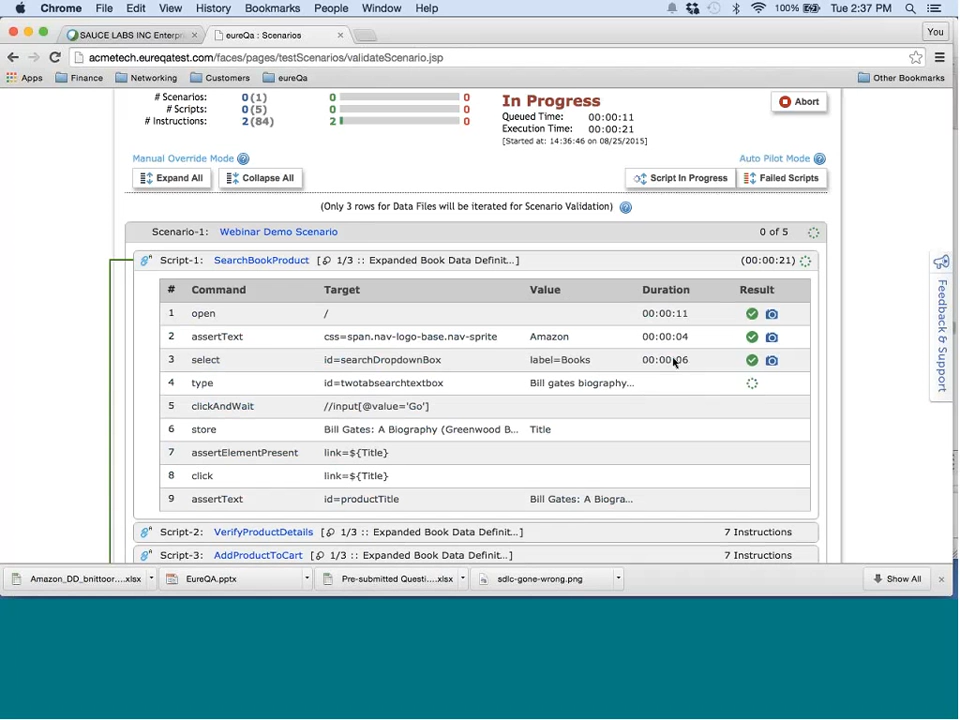 Chrome File Edit View History Bookmarks People Window Help 100% Tue 2:37 PM
SAUCE LABS INC Enterpri × eureQa : Scenarios × You
acmetech.eureqatest.com/faces/pages/testScenarios/validateScenario.jsp
Apps Finance Networking Customers eureQa Other Bookmarks
# Scenarios: 0 (1) 0 0
# Scripts: 0 (5) 0 0
# Instructions: 2 (84) 2 0
In Progress
Queued Time: 00:00:11
Execution Time: 00:00:21
[Started at: 14:36:46 on 08/25/2015]
Abort
Manual Override Mode ? Auto Pilot Mode ?
Expand All Collapse All Script In Progress Failed Scripts
(Only 3 rows for Data Files will be iterated for Scenario Validation) ?
Scenario-1: Webinar Demo Scenario 0 of 5
Script-1: SearchBookProduct [ 1/3 :: Expanded Book Data Definit...] (00:00:21)
# Command Target Value Duration Result
1 open / 00:00:11
2 assertText css=span.nav-logo-base.nav-sprite Amazon 00:00:04
3 select id=searchDropdownBox label=Books 00:00:06
4 type id=twotabsearchtextbox Bill gates biography...
5 clickAndWait //input[@value='Go']
6 store Bill Gates: A Biography (Greenwood B... Title
7 assertElementPresent link=${Title}
8 click link=${Title}
9 assertText id=productTitle Bill Gates: A Biogra...
Script-2: VerifyProductDetails [ 1/3 :: Expanded Book Data Definit...] 7 Instructions
Script-3: AddProductToCart [ 1/3 :: Expanded Book Data Definit...] 7 Instructions
Feedback & Support
Amazon_DD_bnittoor....xlsx EureQA.pptx Pre-submitted Questi....xlsx sdlc-gone-wrong.png Show All ×